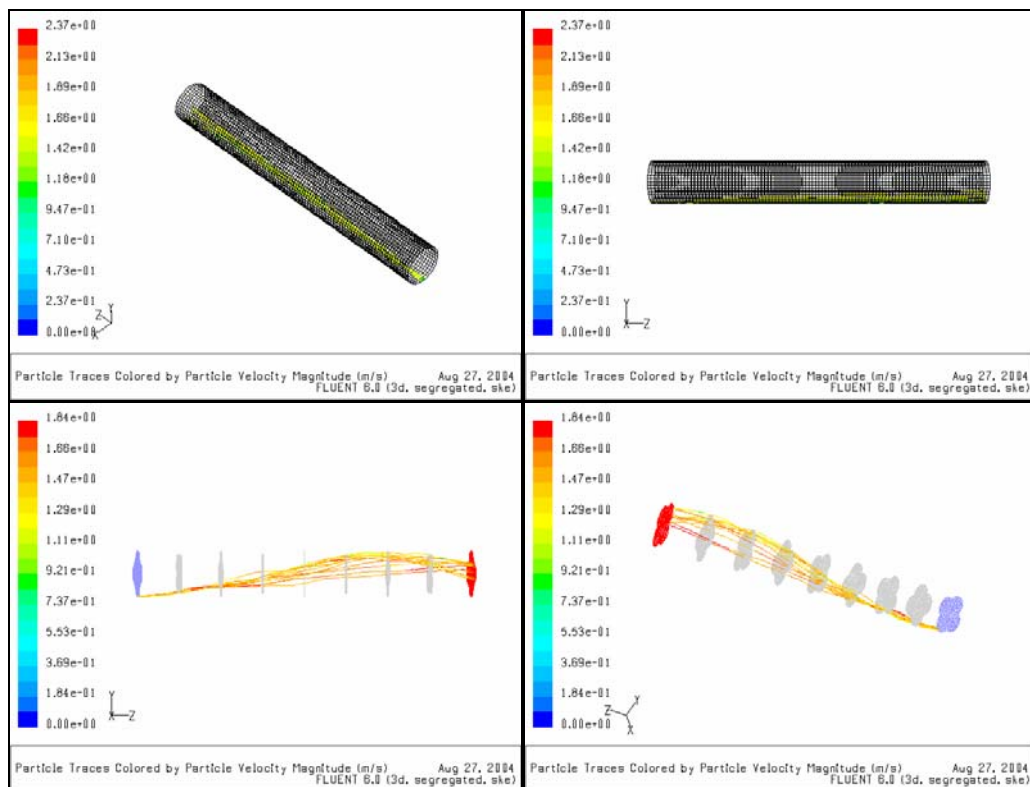 2.37e+00
2.13e+00
1.89e+00
1.66e+00
1.42e+00
1.18e+00
9.47e-01
7.10e-01
4.73e-01
2.37e-01
0.00e+00
Y
Z
X
Particle Traces Colored by Particle Velocity Magnitude (m/s) Aug 27, 2004
FLUENT 6.0 (3d, segregated, ske)
2.37e+00
2.13e+00
1.89e+00
1.66e+00
1.42e+00
1.18e+00
9.47e-01
7.10e-01
4.73e-01
2.37e-01
0.00e+00
Y
X Z
Particle Traces Colored by Particle Velocity Magnitude (m/s) Aug 27, 2004
FLUENT 6.0 (3d, segregated, ske)
1.84e+00
1.66e+00
1.47e+00
1.29e+00
1.11e+00
9.21e-01
7.37e-01
5.53e-01
3.69e-01
1.84e-01
0.00e+00
Y
X Z
Particle Traces Colored by Particle Velocity Magnitude (m/s) Aug 27, 2004
FLUENT 6.0 (3d, segregated, ske)
1.84e+00
1.66e+00
1.47e+00
1.29e+00
1.11e+00
9.21e-01
7.37e-01
5.53e-01
3.69e-01
1.84e-01
0.00e+00
Y
Z
X
Particle Traces Colored by Particle Velocity Magnitude (m/s) Aug 27, 2004
FLUENT 6.0 (3d, segregated, ske)